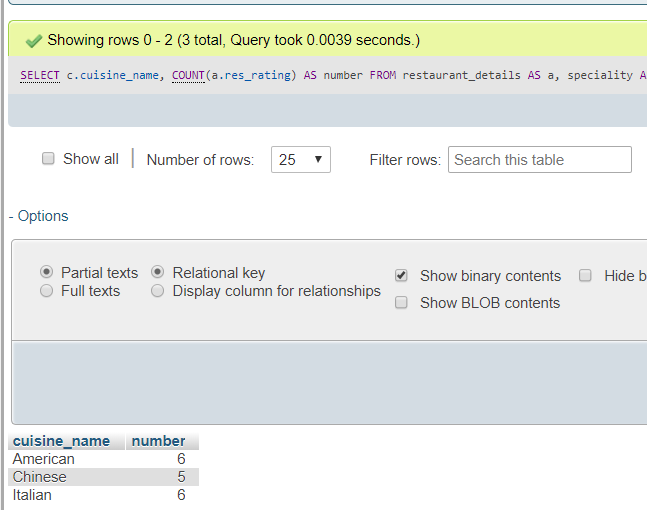 Showing rows 0 - 2 (3 total, Query took 0.0039 seconds.)
SELECT c.cuisine_name, COUNT(a.res_rating) AS number FROM restaurant_details AS a, speciality A
Show all Number of rows: 25 Filter rows: Search this table
- Options
Partial texts Relational key Show binary contents Hide b
Full texts Display column for relationships Show BLOB contents
cuisine_name number
American 6
Chinese 5
Italian 6